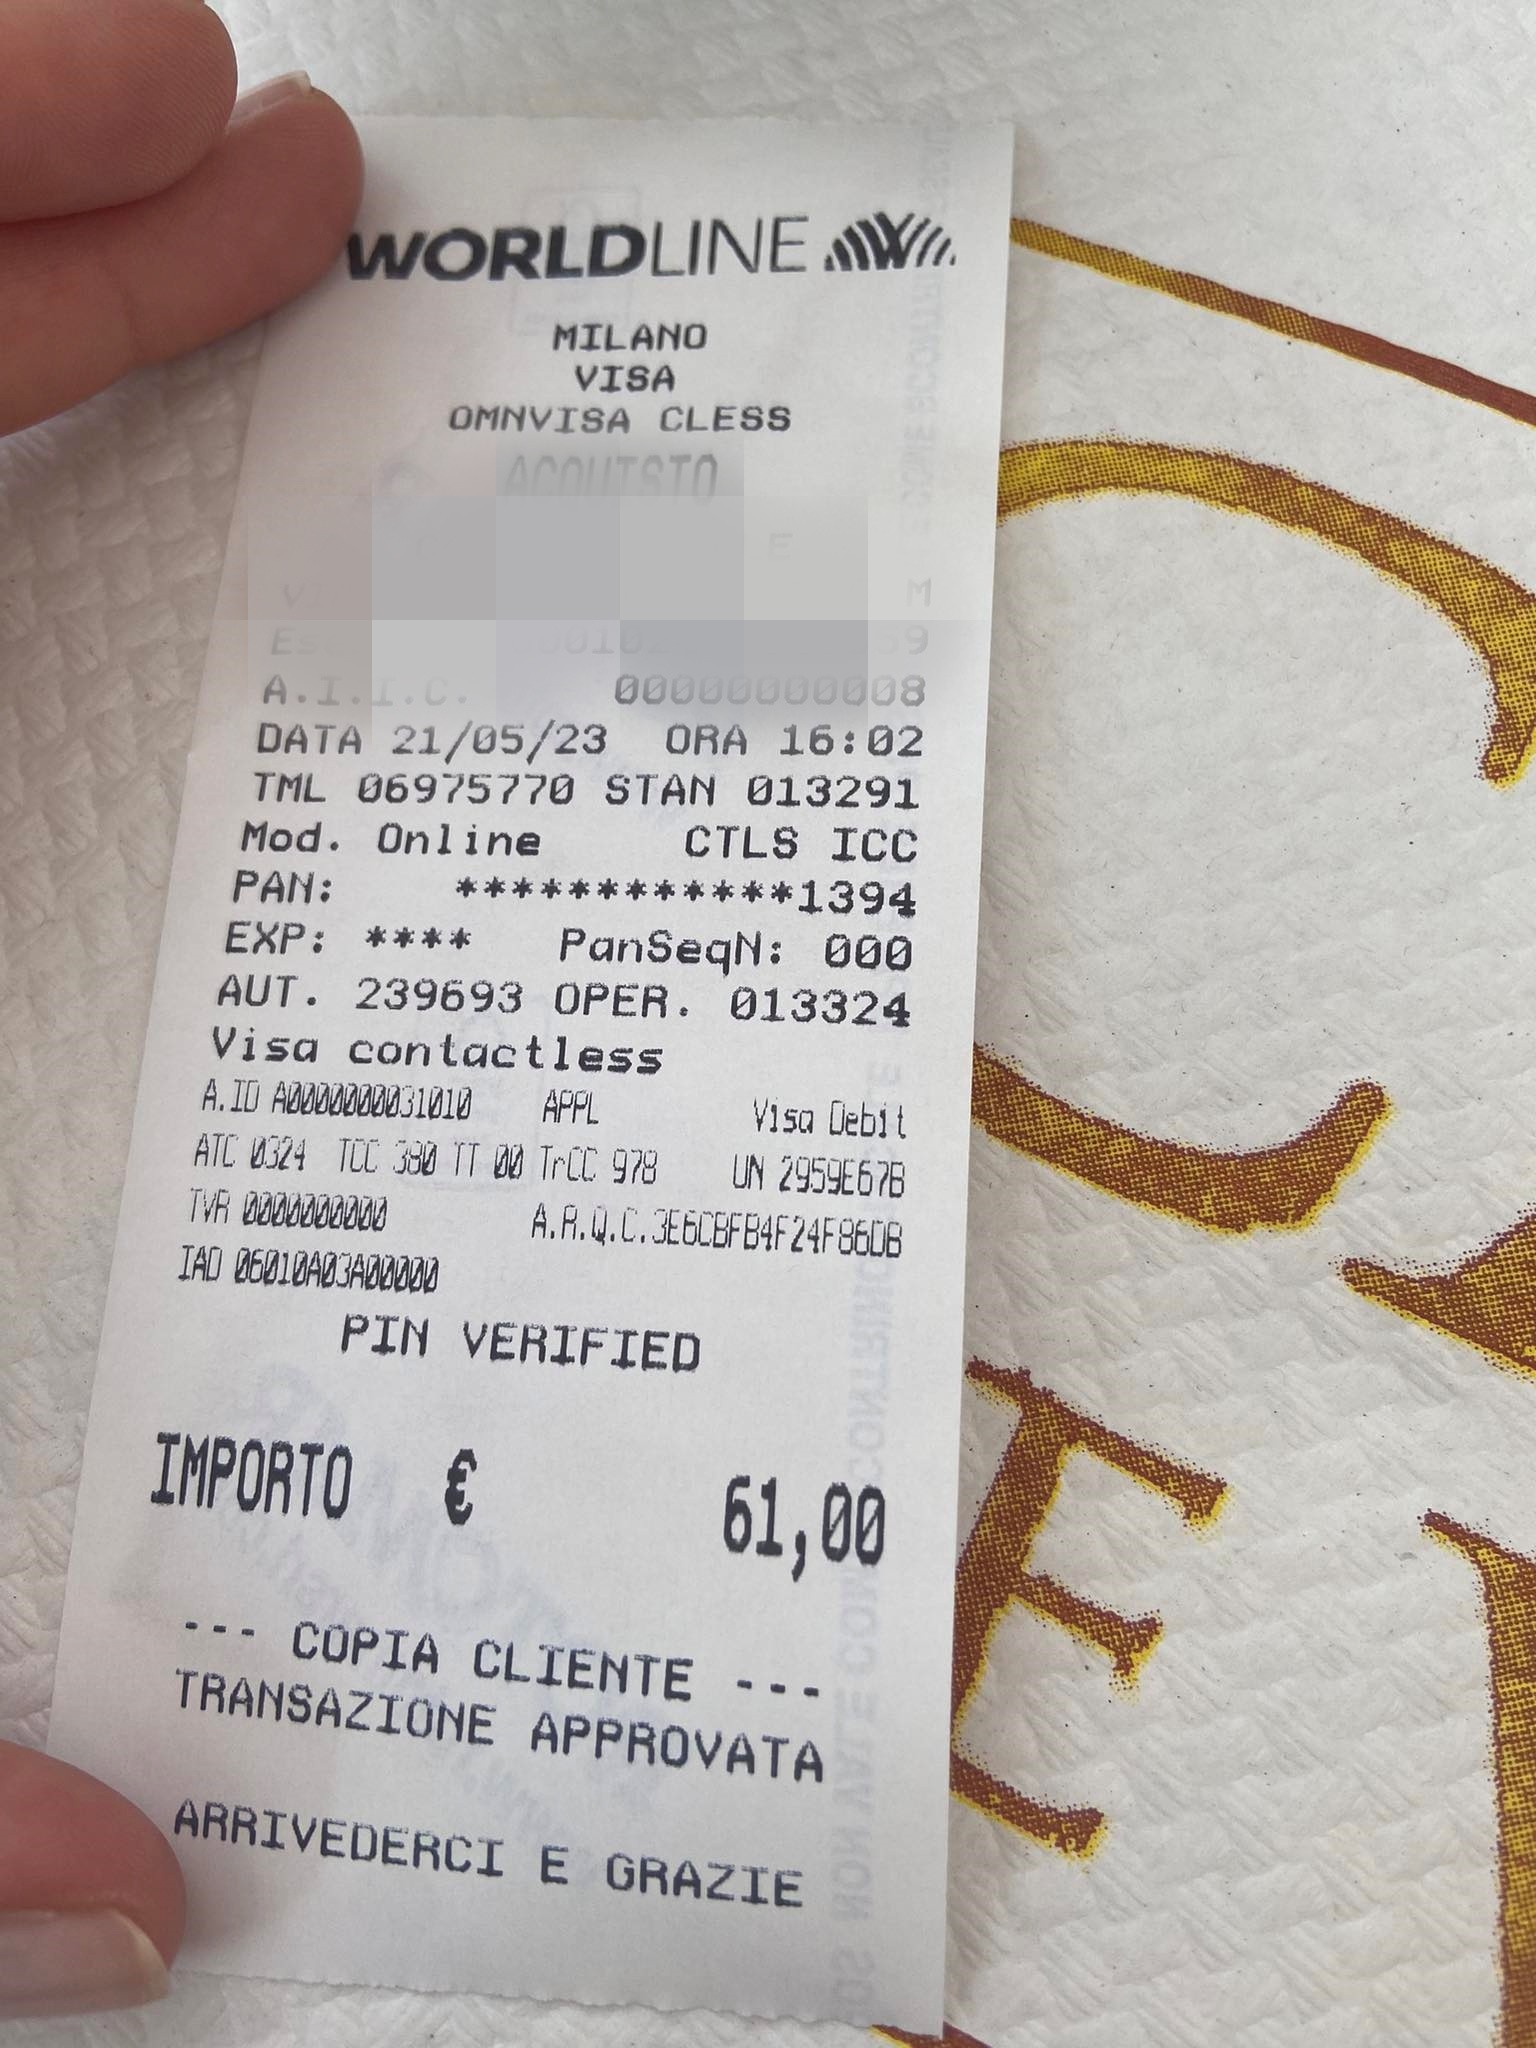 WORLDLINE
MILANO
VISA
OMNVISA CLESS
ACQUISTO
A.I.I.C. 00000000008
DATA 21/05/23 ORA 16:02
TML 06975770 STAN 013291
Mod. Online CTLS ICC
PAN: ************1394
EXP: **** PanSeqN: 000
AUT. 239693 OPER. 013324
Visa contactless
A.ID A0000000031010 APPL Visa Debit
ATC 0324 TCC 380 TT 00 TrCC 978 UN 2959E67B
TVR 0000000000 A.R.Q.C.3E6CBFB4F24F86DB
IAD 06010A03A00000
PIN VERIFIED
IMPORTO € 61,00
--- COPIA CLIENTE ---
TRANSAZIONE APPROVATA
ARRIVEDERCI E GRAZIE